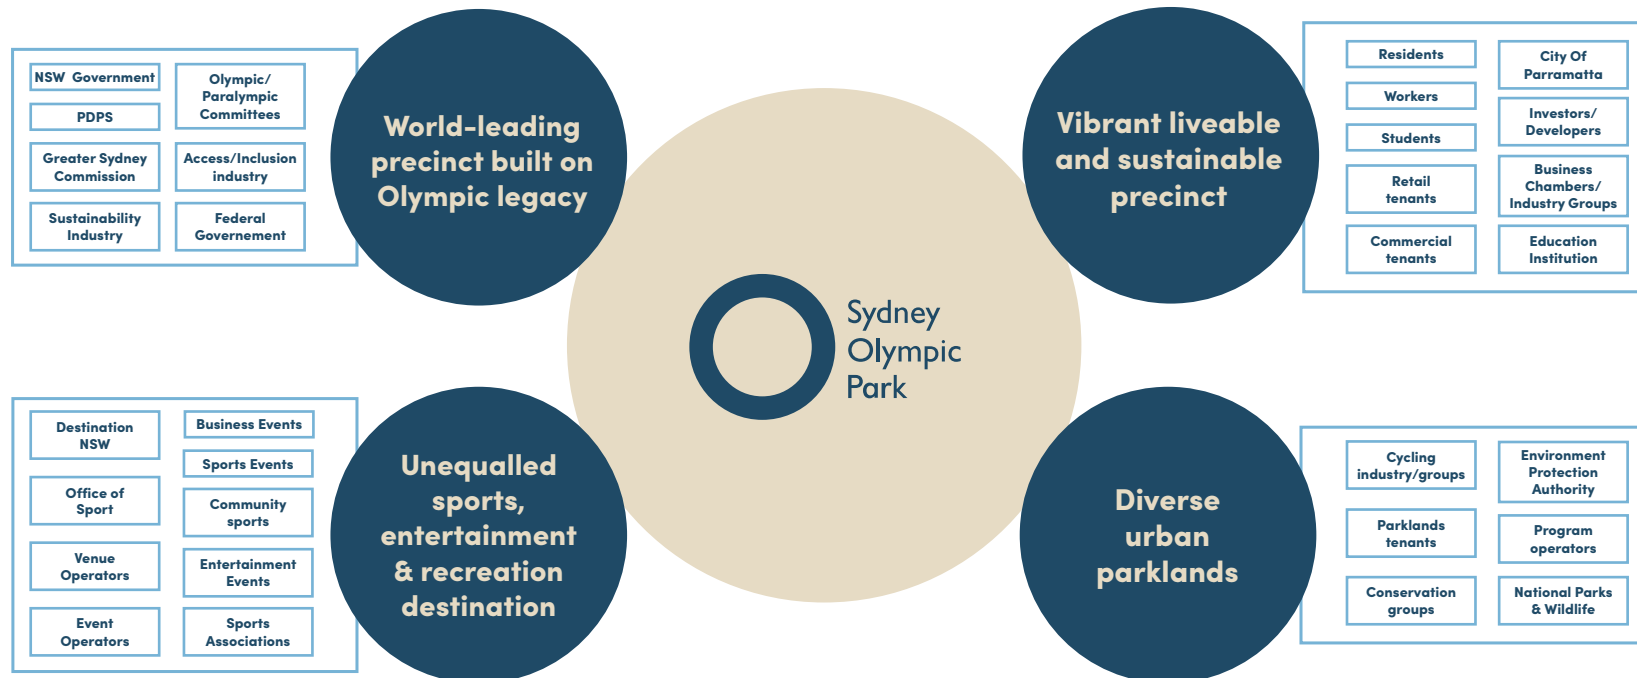 NSW Government
PDPS
Greater Sydney
Commission
Sustainability
Industry
Olympic/
Paralympic
Committees
Access/Inclusion
industry
Federal
Governement
World-leading
precinct built on
Olympic legacy
Vibrant liveable
and sustainable
precinct
Residents
Workers
Students
Retail
tenants
Commercial
tenants
City Of
Parramatta
Investors/
Developers
Business
Chambers/
Industry Groups
Education
Institution
Sydney
Olympic
Park
Destination
NSW
Office of
Sport
Venue
Operators
Event
Operators
Business Events
Sports Events
Community
sports
Entertainment
Events
Sports
Associations
Unequalled
sports,
entertainment
& recreation
destination
Diverse
urban
parklands
Cycling
industry/groups
Parklands
tenants
Conservation
groups
Environment
Protection
Authority
Program
operators
National Parks
& Wildlife